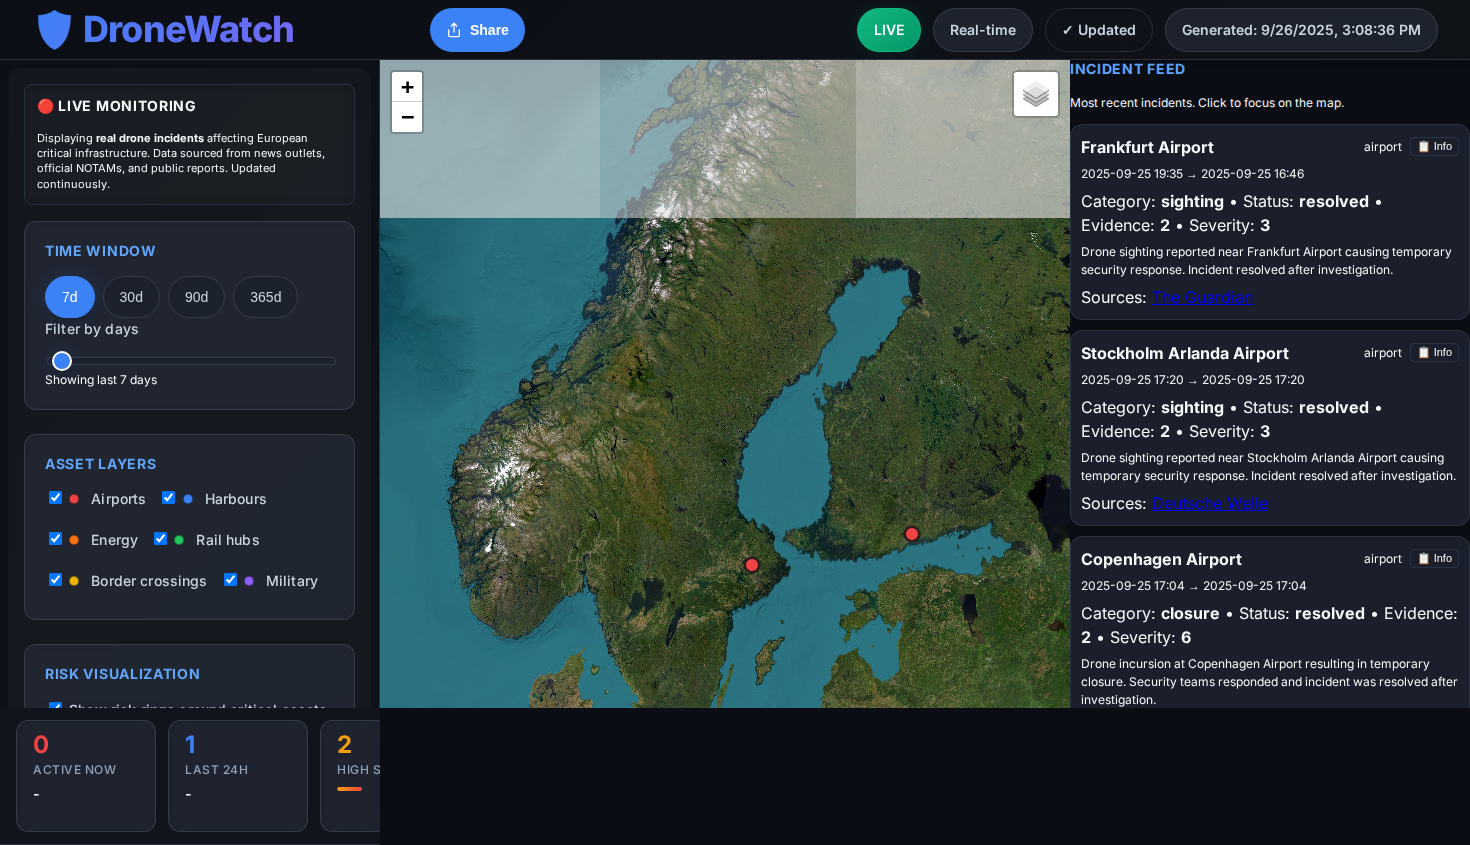 DroneWatch
Share
LIVE
Real-time
✓ Updated
Generated: 9/26/2025, 3:08:36 PM
🔴 LIVE MONITORING
Displaying real drone incidents affecting European
critical infrastructure. Data sourced from news outlets,
official NOTAMs, and public reports. Updated
continuously.
TIME WINDOW
7d
30d
90d
365d
Filter by days
Showing last 7 days
ASSET LAYERS
Airports
Harbours
Energy
Rail hubs
Border crossings
Military
RISK VISUALIZATION
Show risk rings around critical assets
0
ACTIVE NOW
-
1
LAST 24H
-
2
HIGH S
+
−
INCIDENT FEED
Most recent incidents. Click to focus on the map.
Frankfurt Airport
airport
📋 Info
2025-09-25 19:35 → 2025-09-25 16:46
Category: sighting • Status: resolved •
Evidence: 2 • Severity: 3
Drone sighting reported near Frankfurt Airport causing temporary
security response. Incident resolved after investigation.
Sources: The Guardian
Stockholm Arlanda Airport
airport
📋 Info
2025-09-25 17:20 → 2025-09-25 17:20
Category: sighting • Status: resolved •
Evidence: 2 • Severity: 3
Drone sighting reported near Stockholm Arlanda Airport causing
temporary security response. Incident resolved after investigation.
Sources: Deutsche Welle
Copenhagen Airport
airport
📋 Info
2025-09-25 17:04 → 2025-09-25 17:04
Category: closure • Status: resolved • Evidence:
2 • Severity: 6
Drone incursion at Copenhagen Airport resulting in temporary
closure. Security teams responded and incident was resolved after
investigation.